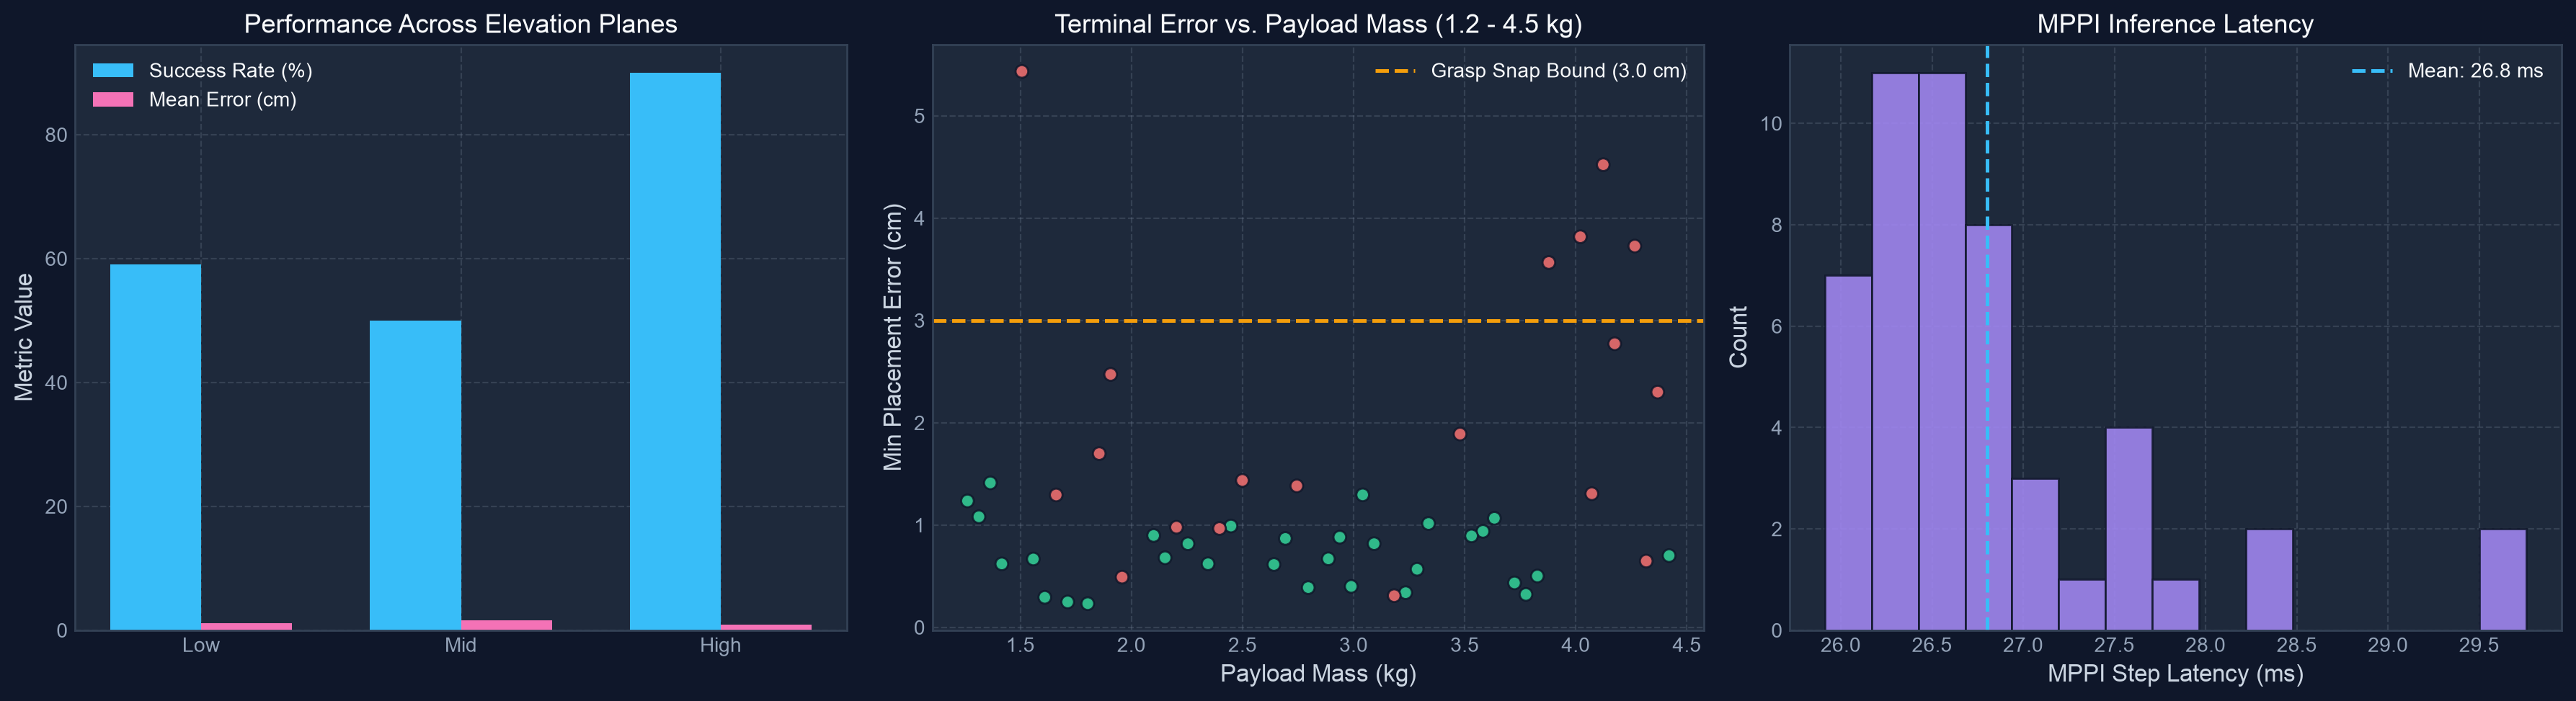 Performance Across Elevation Planes
Success Rate (%)
Mean Error (cm)
Metric Value
80
60
40
20
0
Low
Mid
High
Terminal Error vs. Payload Mass (1.2 - 4.5 kg)
Grasp Snap Bound (3.0 cm)
Min Placement Error (cm)
5
4
3
2
1
0
1.5
2.0
2.5
3.0
3.5
4.0
4.5
Payload Mass (kg)
MPPI Inference Latency
Mean: 26.8 ms
Count
10
8
6
4
2
0
26.0
26.5
27.0
27.5
28.0
28.5
29.0
29.5
MPPI Step Latency (ms)